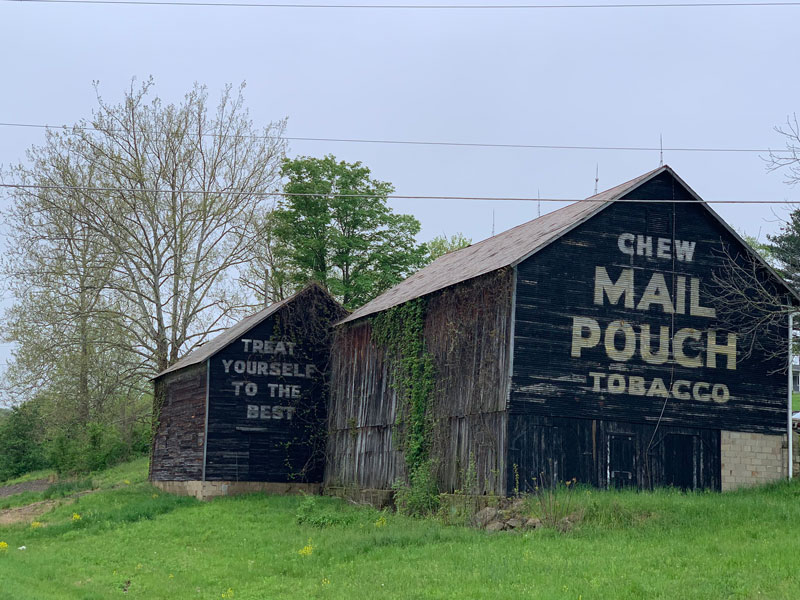 TREAT
YOURSELF
TO THE
BEST
CHEW
MAIL
POUCH
TOBACCO